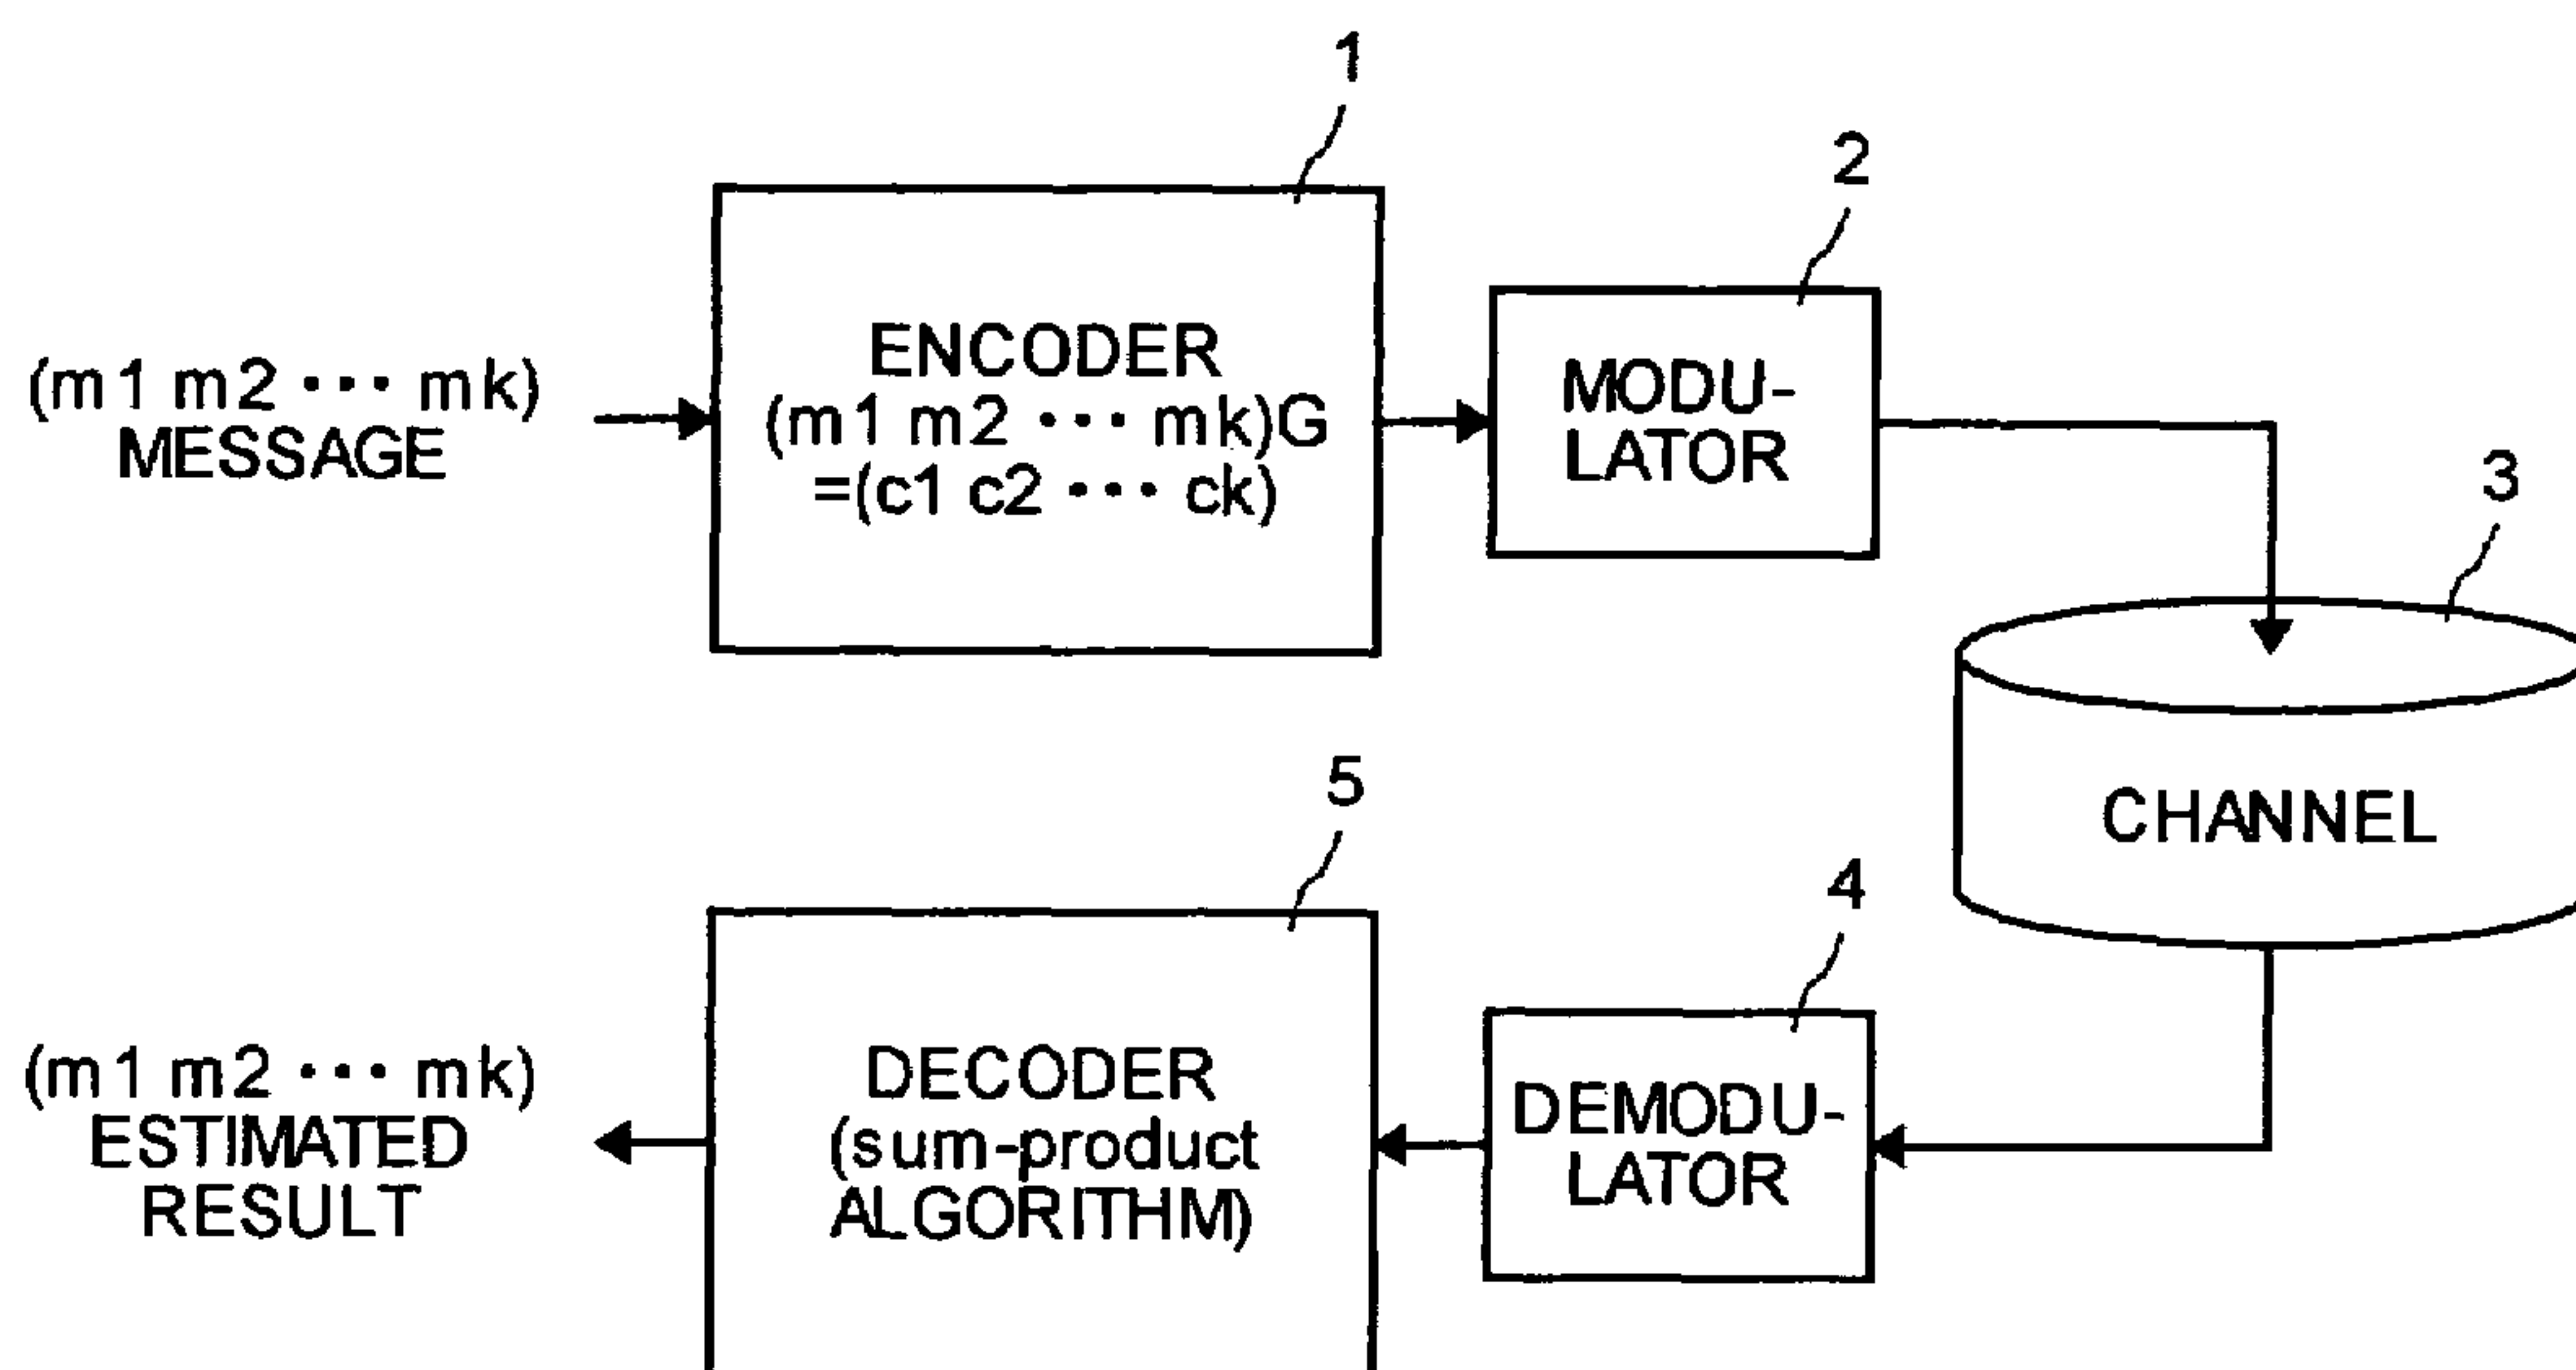 1
2
(m1 m2 ··· mk)
MESSAGE
ENCODER
(m1 m2 ··· mk)G
=(c1 c2 ··· ck)
MODU-
LATOR
3
CHANNEL
5
4
(m1 m2 ··· mk)
ESTIMATED
RESULT
DECODER
(sum-product
ALGORITHM)
DEMODU-
LATOR